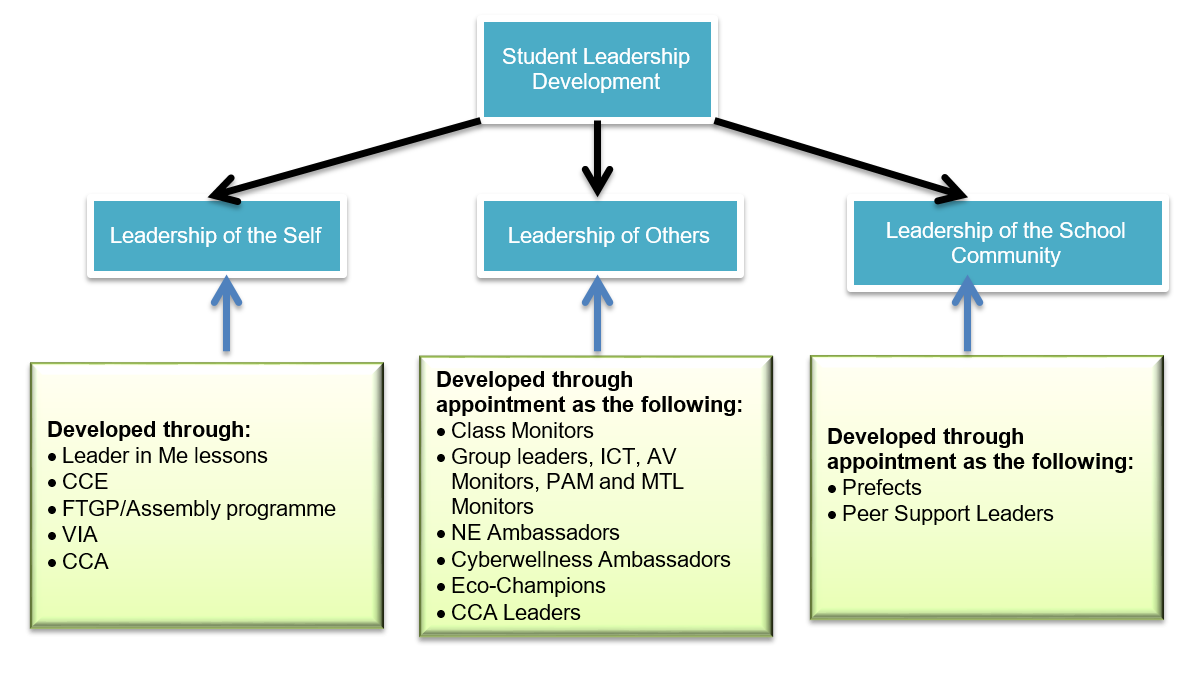 Student Leadership
Development
Leadership of the Self
Leadership of Others
Leadership of the School
Community
Developed through:
• Leader in Me lessons
• CCE
• FTGP/Assembly programme
• VIA
• CCA
Developed through
appointment as the following:
• Class Monitors
• Group leaders, ICT, AV
Monitors, PAM and MTL
Monitors
• NE Ambassadors
• Cyberwellness Ambassadors
• Eco-Champions
• CCA Leaders
Developed through
appointment as the following:
• Prefects
• Peer Support Leaders